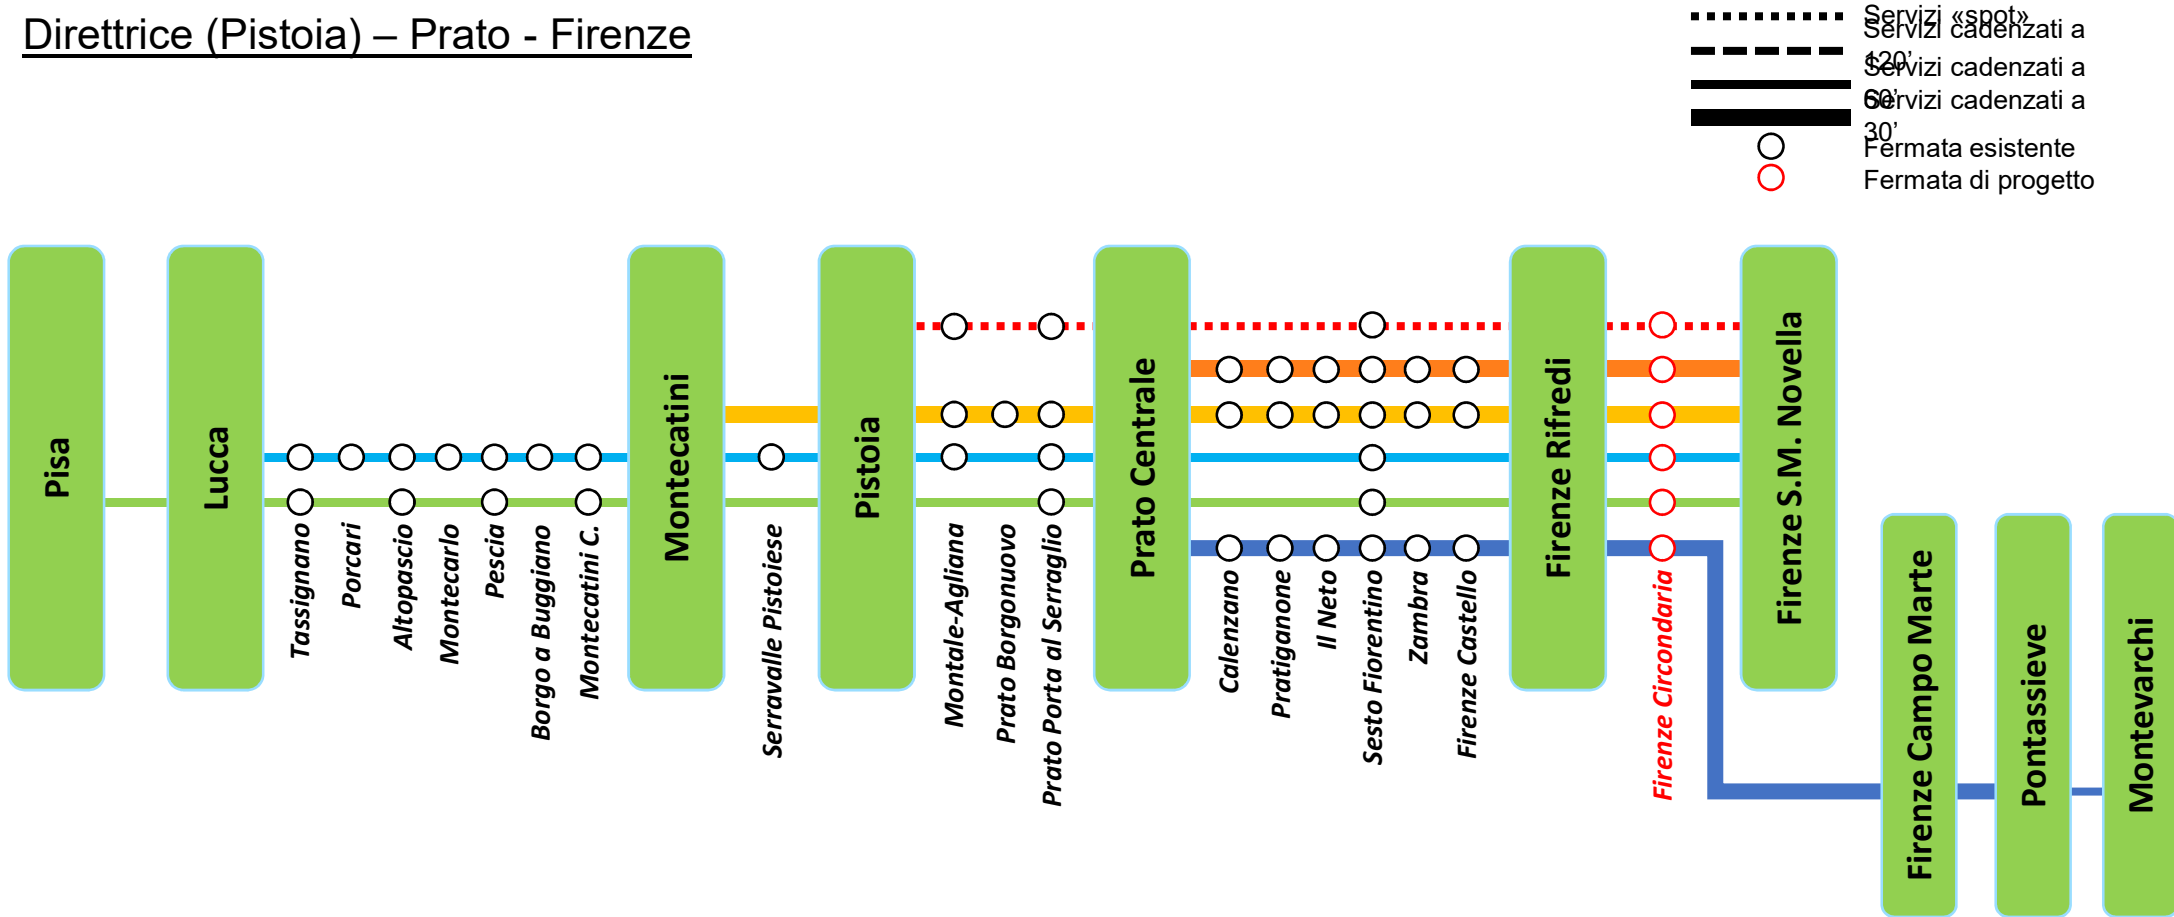 Direttrice (Pistoia) – Prato - Firenze
Servizi «spot»
Servizi cadenzati a
120’
Servizi cadenzati a
60’
Servizi cadenzati a
30’
Fermata esistente
Fermata di progetto
Pisa
Lucca
Tassignano
Porcari
Altopascio
Montecarlo
Pescia
Borgo a Buggiano
Montecatini C.
Montecatini
Serravalle Pistoiese
Pistoia
Montale-Agliana
Prato Borgonuovo
Prato Porta al Serraglio
Prato Centrale
Calenzano
Pratiganone
Il Neto
Sesto Fiorentino
Zambra
Firenze Castello
Firenze Rifredi
Firenze Circondaria
Firenze S.M. Novella
Firenze Campo Marte
Pontassieve
Montevarchi